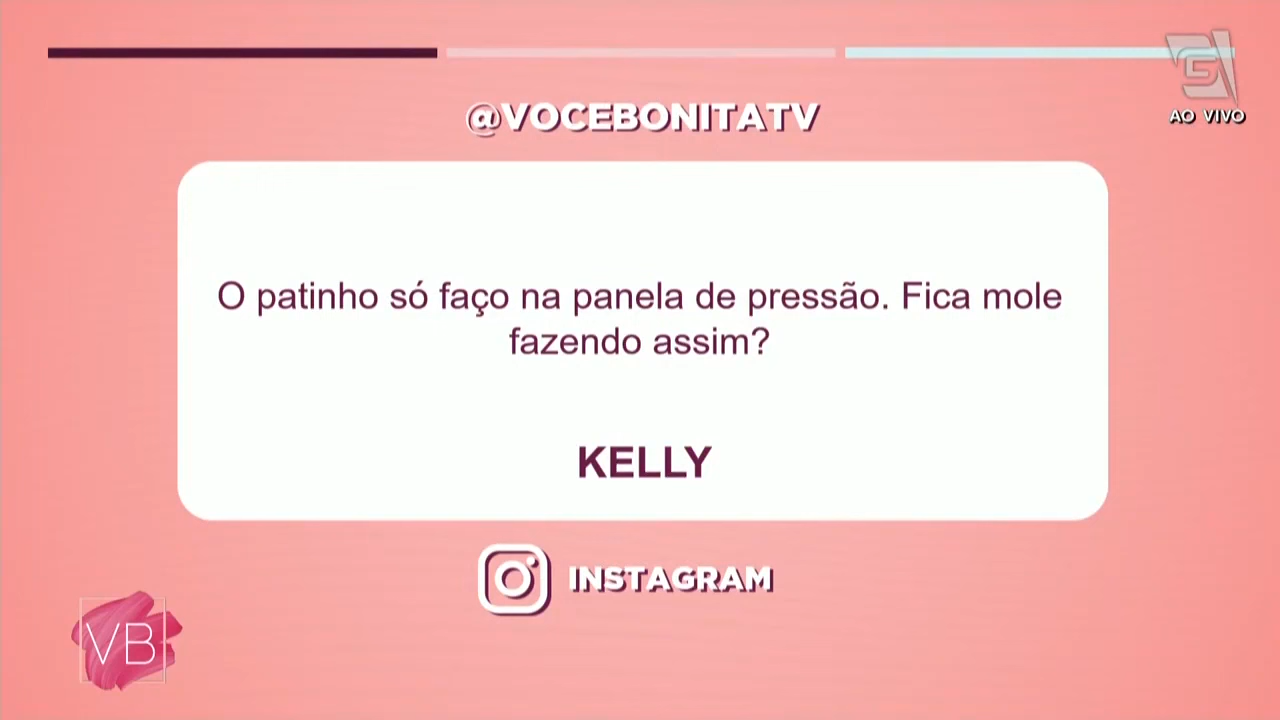 AO VIVO
@VOCEBONITATV
O patinho só faço na panela de pressão. Fica mole
fazendo assim?
KELLY
INSTAGRAM
VB